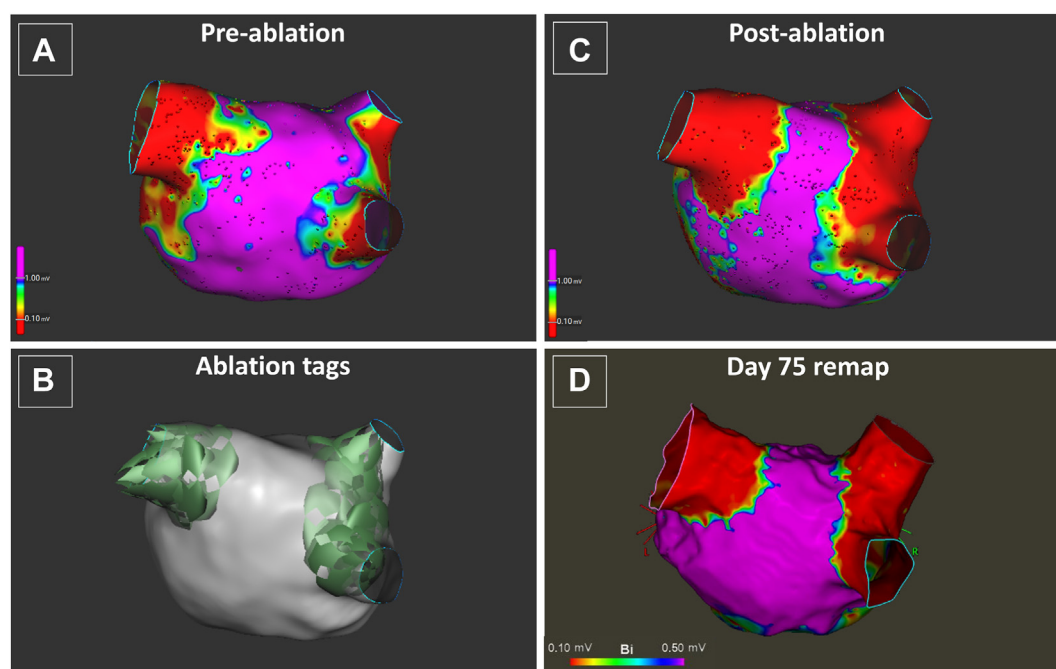 A
Pre-ablation
1.00 mV
0.10 mV
C
Post-ablation
1.00 mV
0.10 mV
B
Ablation tags
D
Day 75 remap
R
0.10 mV Bi 0.50 mV